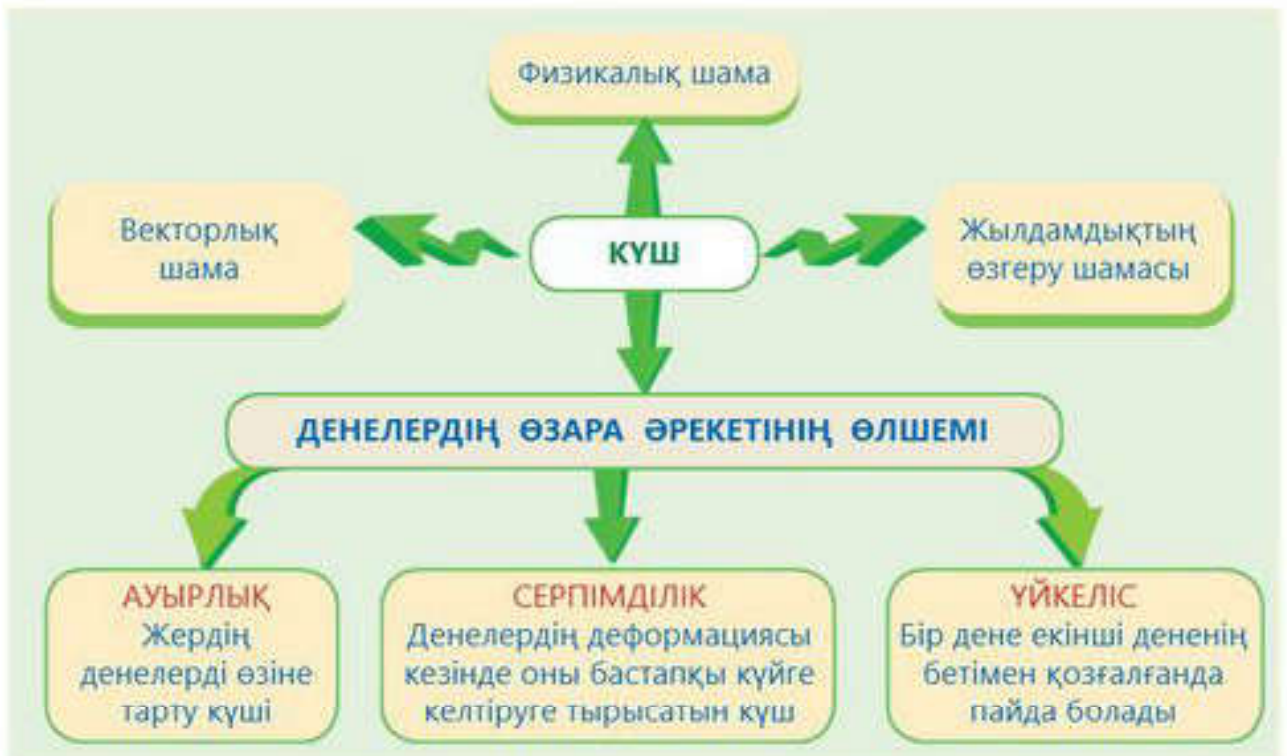 Физикалық шама
Векторлық
шама
КҮШ
Жылдамдықтың
өзгеру шамасы
ДЕНЕЛЕРДІҢ ӨЗАРА ӘРЕКЕТІНІҢ ӨЛШЕМІ
АУЫРЛЫҚ
Жердің
денелерді өзіне
тарту күші
СЕРПІМДІЛІК
Денелердің деформациясы
кезінде оны бастапқы күйге
келтіруге тырысатын күш
ҮЙКЕЛІС
Бір дене екінші дененің
бетімен қозғалғанда
пайда болады